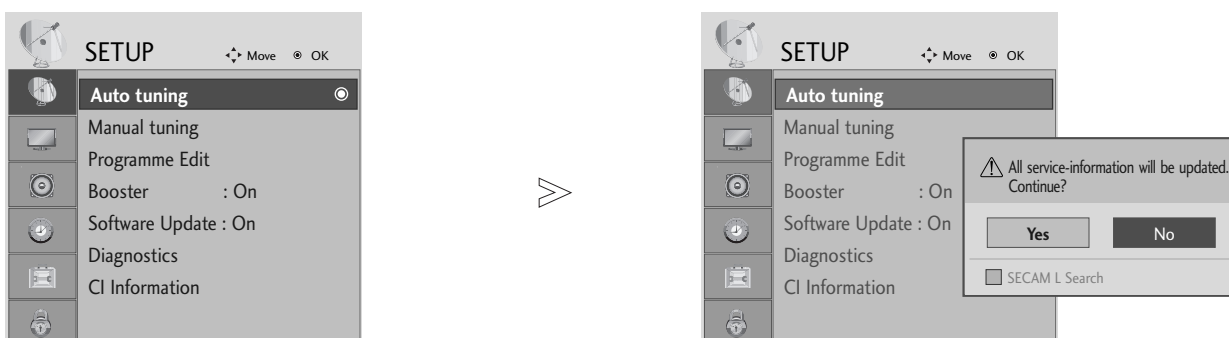 SETUP Move OK
Auto tuning
Manual tuning
Programme Edit
Booster : On
Software Update : On
Diagnostics
CI Information
>
SETUP Move OK
Auto tuning
Manual tuning
Programme Edit
Booster : On
Software Update : On
Diagnostics
CI Information
All service-information will be updated.
Continue?
Yes No
SECAM L Search